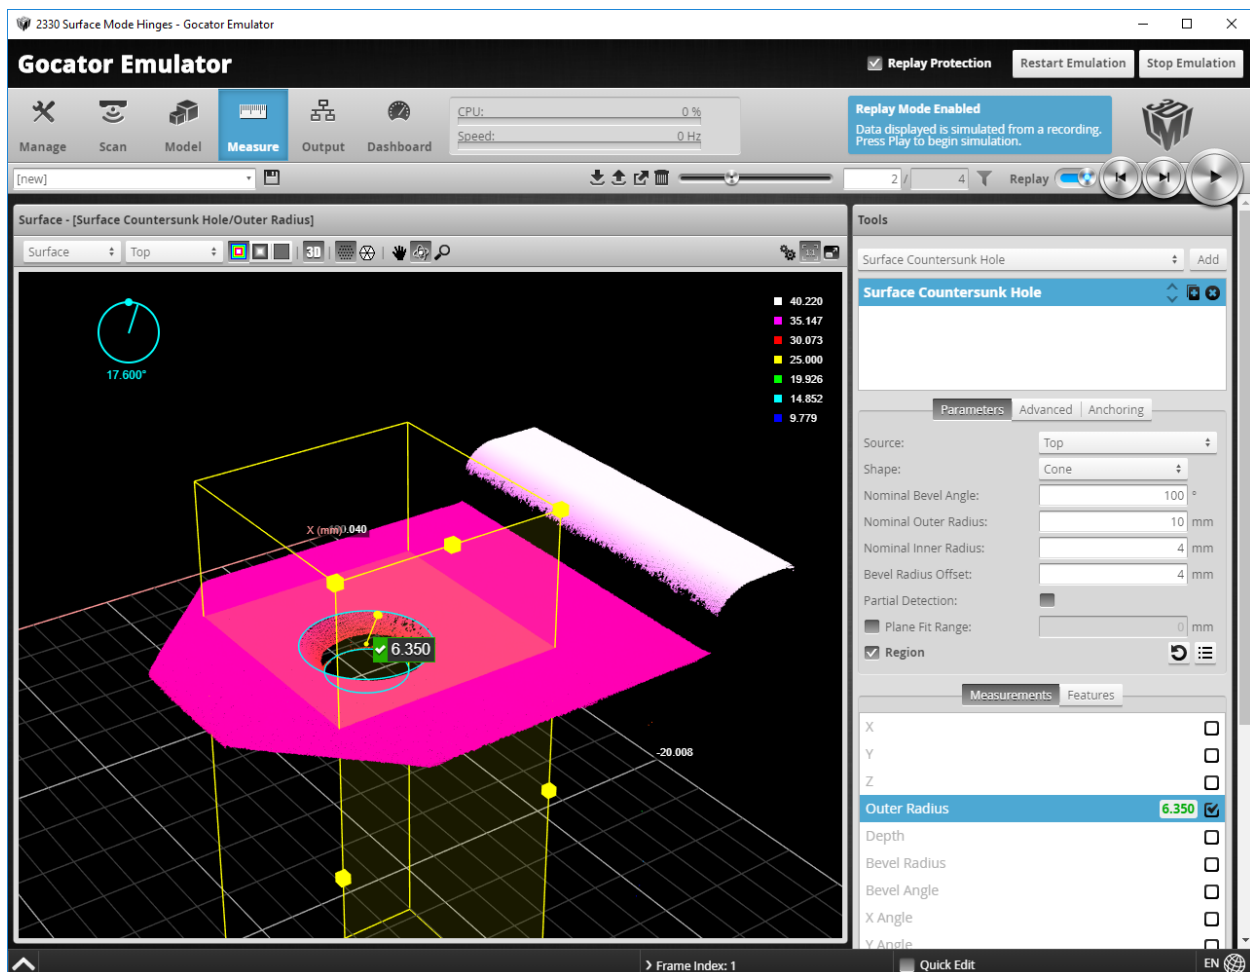 2330 Surface Mode Hinges - Gocator Emulator
Gocator Emulator
Replay Protection
Restart Emulation
Stop Emulation
Manage
Scan
Model
Measure
Output
Dashboard
CPU: 0 %
Speed: 0 Hz
Replay Mode Enabled
Data displayed is simulated from a recording.
Press Play to begin simulation.
[new]
2 / 4
Replay
Surface - [Surface Countersunk Hole/Outer Radius]
Surface
Top
3D
17.600°
40.220
35.147
30.073
25.000
19.926
14.852
9.779
X (mm)
.040
6.350
-20.008
Tools
Surface Countersunk Hole
Add
Surface Countersunk Hole
Parameters
Advanced
Anchoring
Source: Top
Shape: Cone
Nominal Bevel Angle: 100 °
Nominal Outer Radius: 10 mm
Nominal Inner Radius: 4 mm
Bevel Radius Offset: 4 mm
Partial Detection:
Plane Fit Range: 0 mm
Region
Measurements
Features
X
Y
Z
Outer Radius 6.350
Depth
Bevel Radius
Bevel Angle
X Angle
Y Angle
> Frame Index: 1
Quick Edit
EN